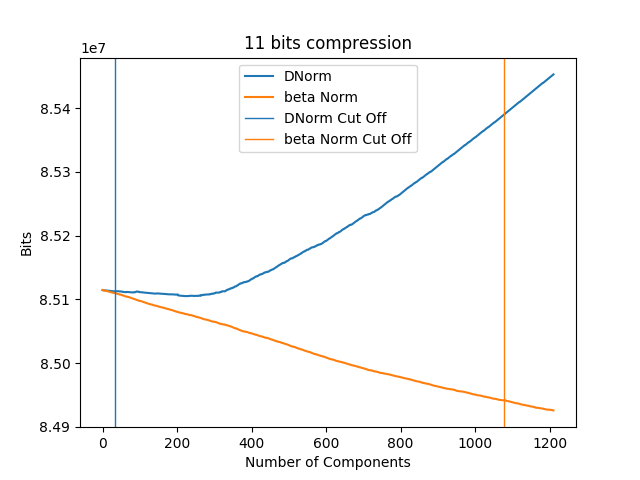 11 bits compression
1e7
DNorm
beta Norm
DNorm Cut Off
beta Norm Cut Off
8.54
8.53
8.52
8.51
8.50
8.49
Bits
0 200 400 600 800 1000 1200
Number of Components